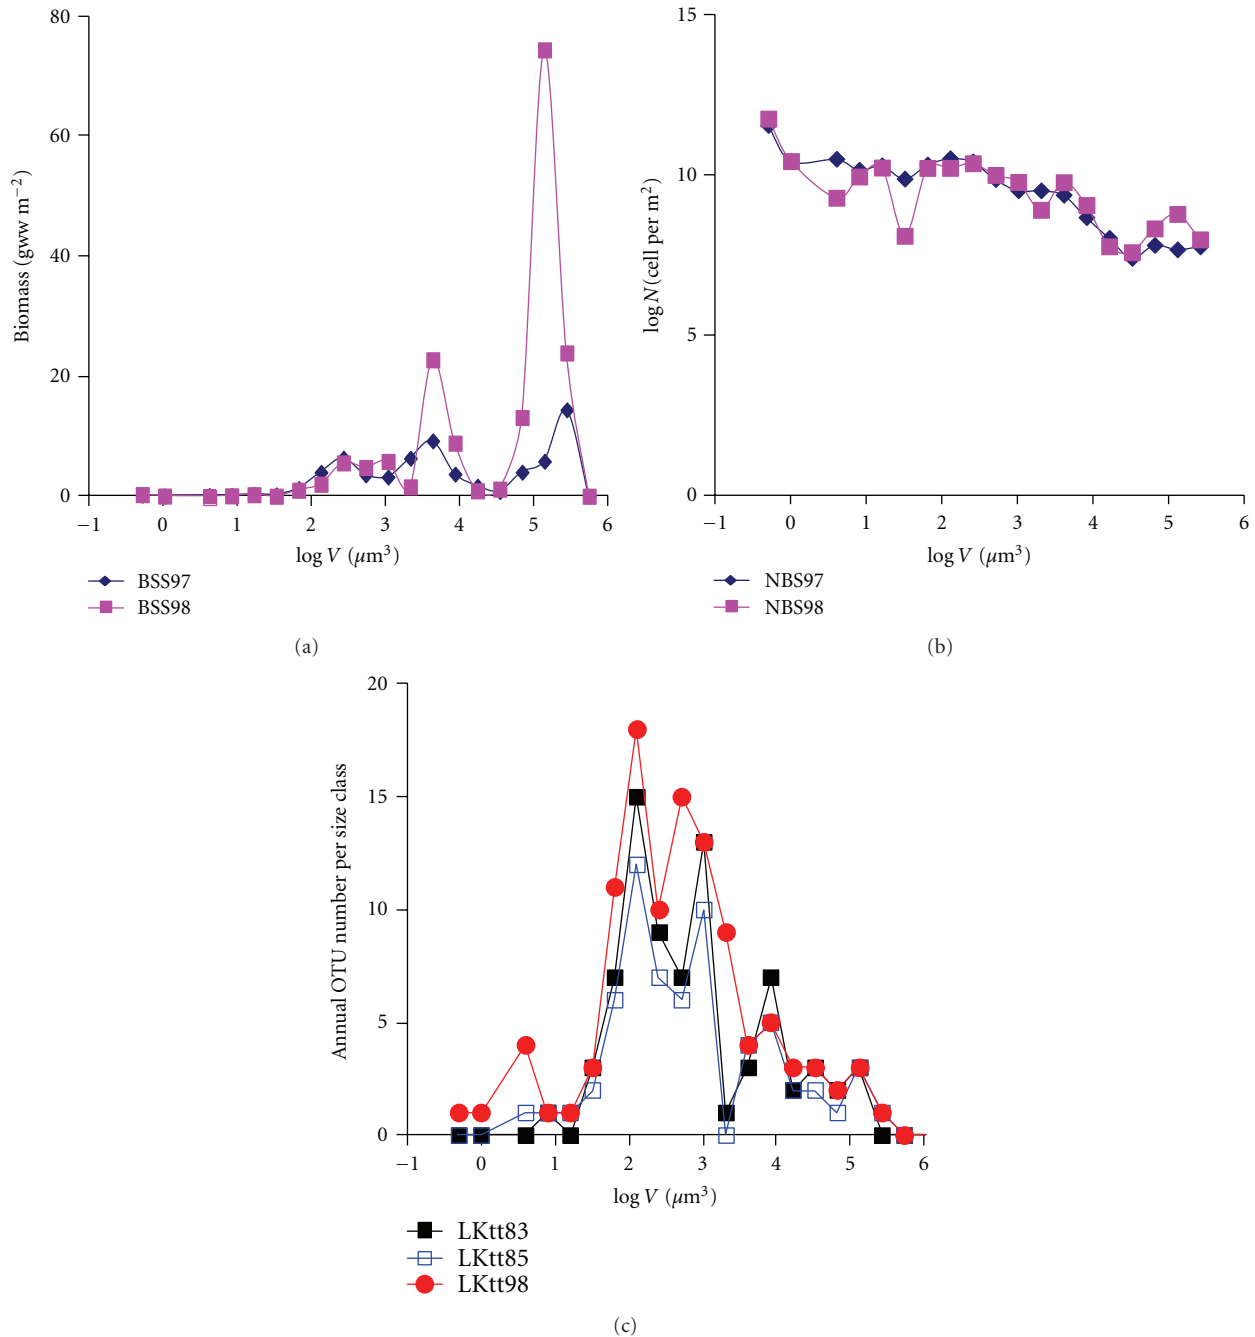 80
60
40
20
0
Biomass (gww m−2)
−1 0 1 2 3 4 5 6
log V (μm3)
BSS97
BSS98
(a)
15
10
5
0
log N (cell per m2)
−1 0 1 2 3 4 5 6
log V (μm3)
NBS97
NBS98
(b)
20
15
10
5
0
Annual OTU number per size class
−1 0 1 2 3 4 5 6
log V (μm3)
LKtt83
LKtt85
LKtt98
(c)